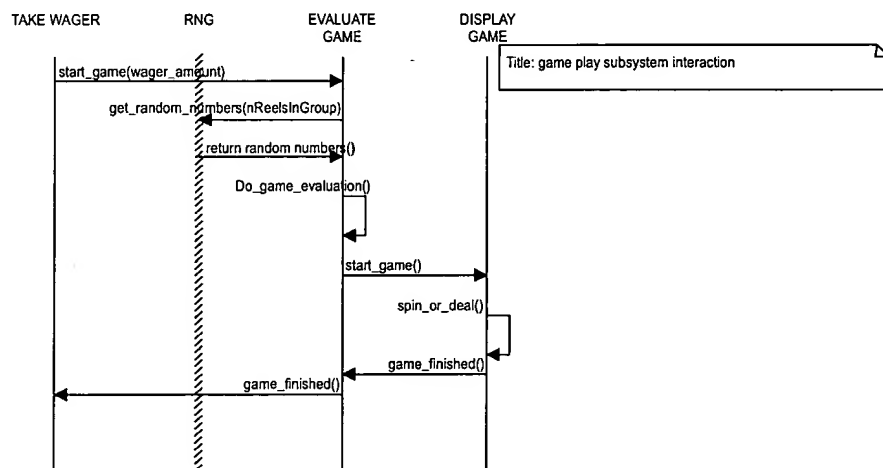 TAKE WAGER
RNG
EVALUATE
GAME
DISPLAY
GAME
Title: game play subsystem interaction
start_game(wager_amount)
get_random_numbers(nReelsInGroup)
return random numbers()
Do_game_evaluation()
start_game()
spin_or_deal()
game_finished()
game_finished()